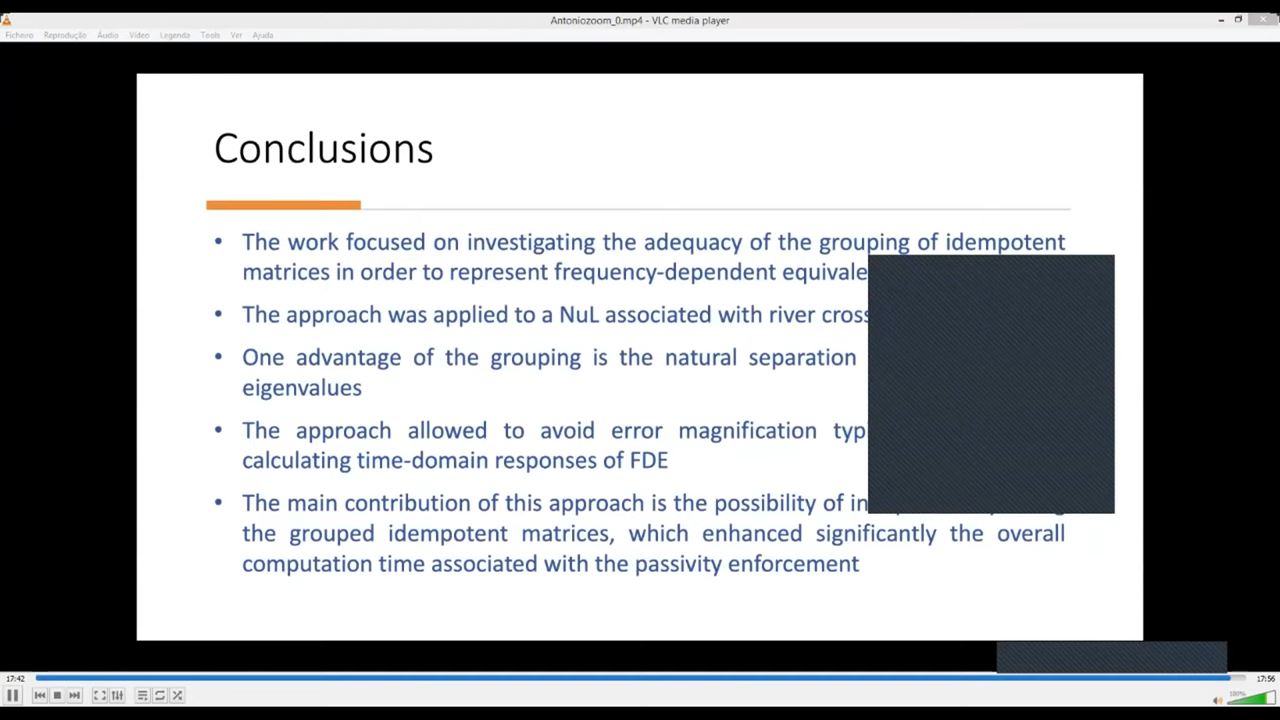 Antoniozoom_0.mp4 - VLC media player
Ficheiro Reprodução Áudio Vídeo Legenda Tools Ver Ajuda
Conclusions
• The work focused on investigating the adequacy of the grouping of idempotent
matrices in order to represent frequency-dependent
• The approach was applied to a NuL associated with river
• One advantage of the grouping is the natural separation
eigenvalues
• The approach allowed to avoid error magnification
calculating time-domain responses of FDE
• The main contribution of this approach is the possibility of
the grouped idempotent matrices, which enhanced significantly the overall
computation time associated with the passivity enforcement
17:42 17:56
100%